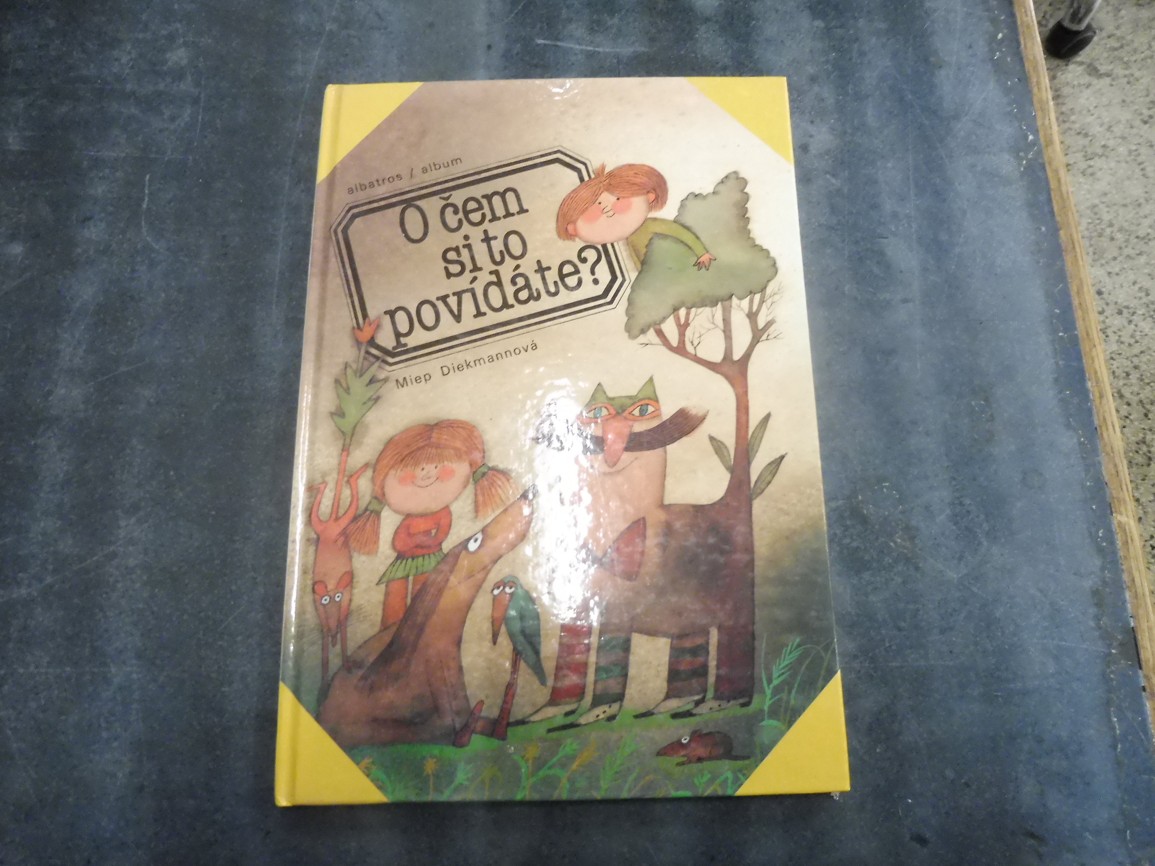 albatros / album
O čem
si to
povídáte?
Miep Diekmannová